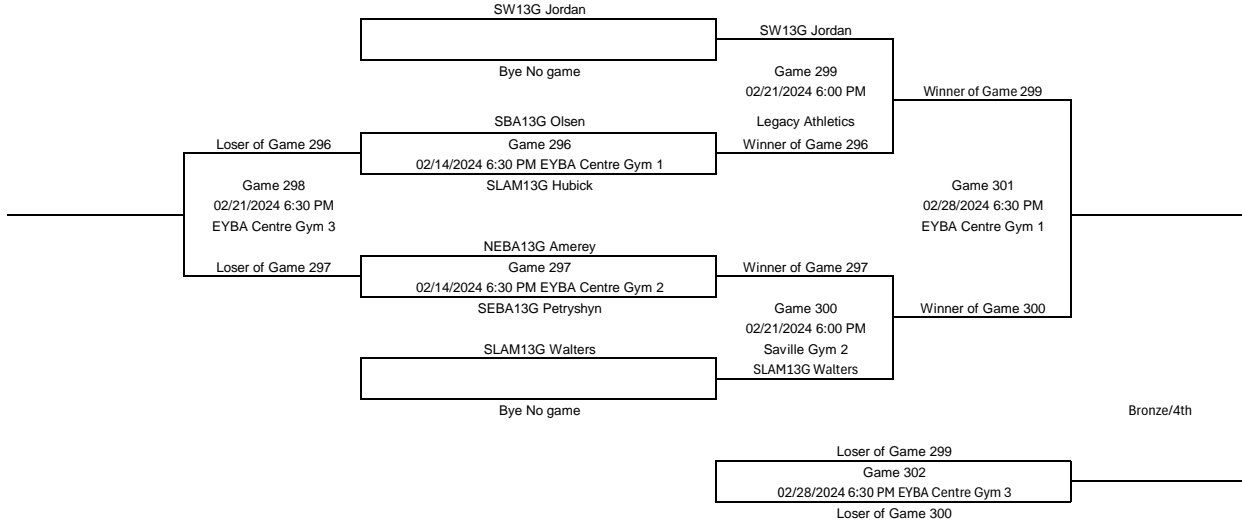 SW13G Jordan
SW13G Jordan
Bye No game
Game 299
02/21/2024 6:00 PM
Winner of Game 299
SBA13G Olsen
Legacy Athletics
Loser of Game 296
Game 296
Winner of Game 296
02/14/2024 6:30 PM EYBA Centre Gym 1
Game 298
SLAM13G Hubick
Game 301
02/21/2024 6:30 PM
02/28/2024 6:30 PM
EYBA Centre Gym 3
EYBA Centre Gym 1
NEBA13G Amerey
Loser of Game 297
Game 297
Winner of Game 297
02/14/2024 6:30 PM EYBA Centre Gym 2
SEBA13G Petryshyn
Game 300
Winner of Game 300
02/21/2024 6:00 PM
SLAM13G Walters
Saville Gym 2
SLAM13G Walters
Bye No game
Bronze/4th
Loser of Game 299
Game 302
02/28/2024 6:30 PM EYBA Centre Gym 3
Loser of Game 300